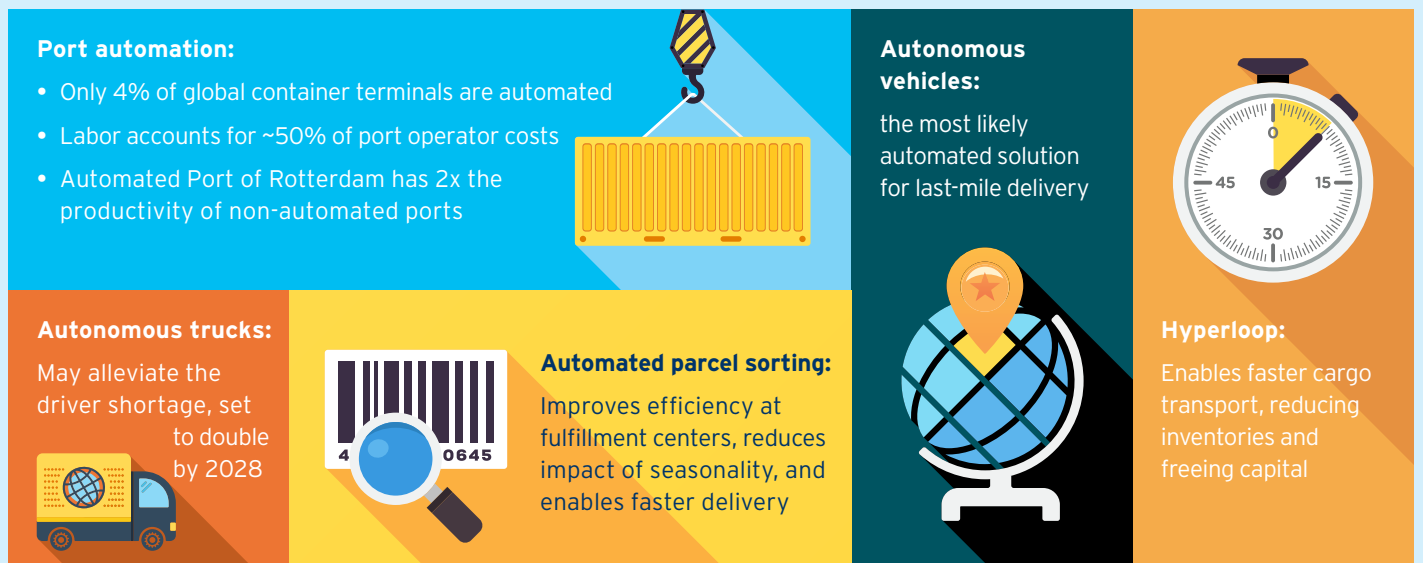 Port automation:
• Only 4% of global container terminals are automated
• Labor accounts for ~50% of port operator costs
• Automated Port of Rotterdam has 2x the
productivity of non-automated ports
Autonomous
vehicles:
the most likely
automated solution
for last-mile delivery
0
45
15
30
Hyperloop:
Enables faster cargo
transport, reducing
inventories and
freeing capital
Autonomous trucks:
May alleviate the
driver shortage, set
to double
by 2028
4 0645
Automated parcel sorting:
Improves efficiency at
fulfillment centers, reduces
impact of seasonality, and
enables faster delivery